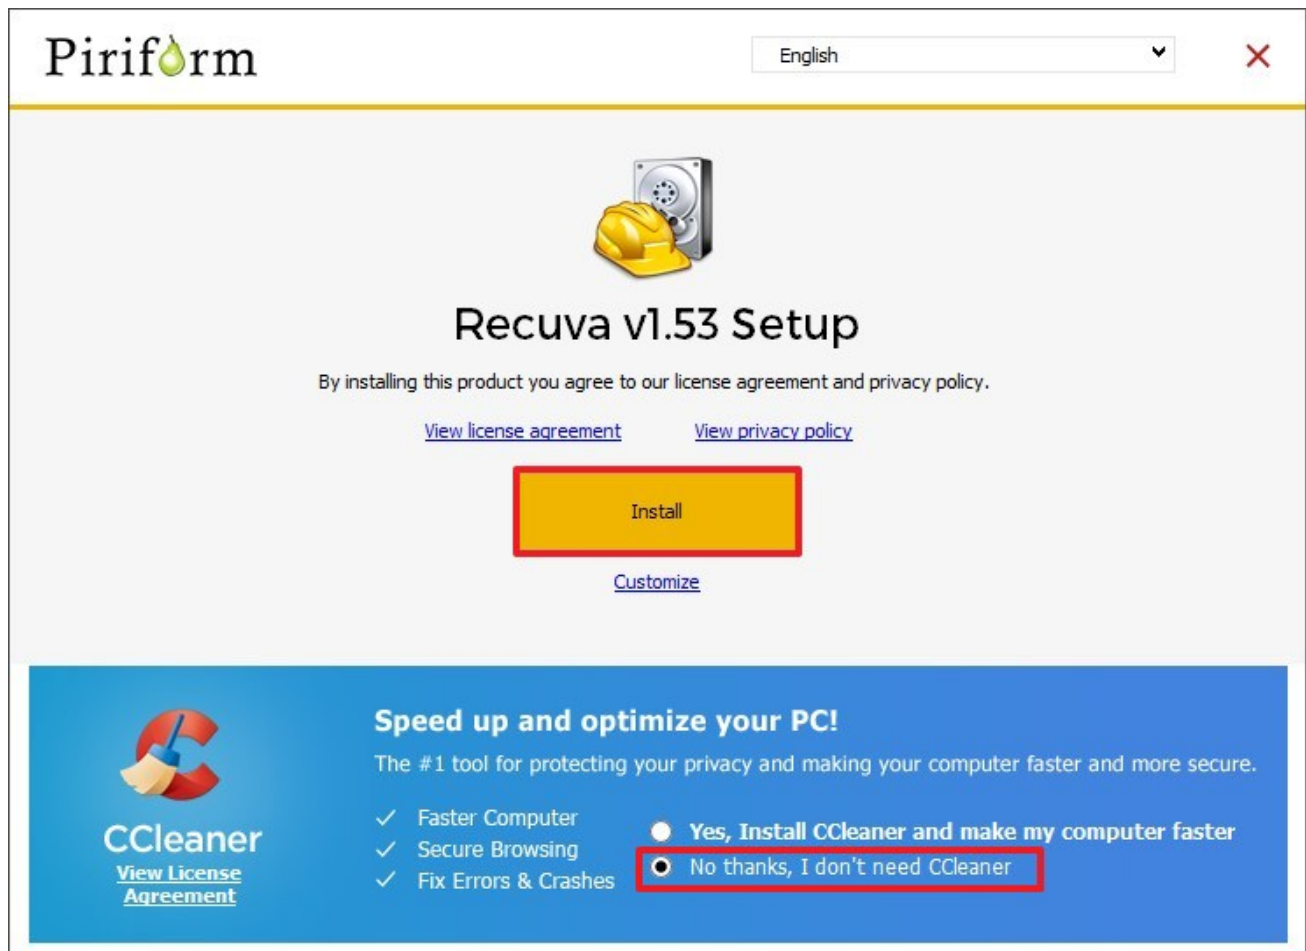 Piriform
English
Recuva v1.53 Setup
By installing this product you agree to our license agreement and privacy policy.
View license agreement
View privacy policy
Install
Customize
Speed up and optimize your PC!
The #1 tool for protecting your privacy and making your computer faster and more secure.
CCleaner
View License
Agreement
Faster Computer
Secure Browsing
Fix Errors & Crashes
Yes, Install CCleaner and make my computer faster
No thanks, I don't need CCleaner